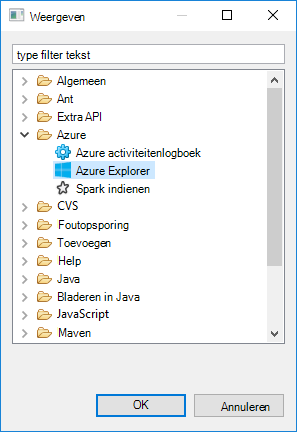 Weergeven
type filter tekst
Algemeen
Ant
Extra API
Azure
Azure activiteitenlogboek
Azure Explorer
Spark indienen
CVS
Foutopsporing
Toevoegen
Help
Java
Bladeren in Java
JavaScript
Maven
OK
Annuleren